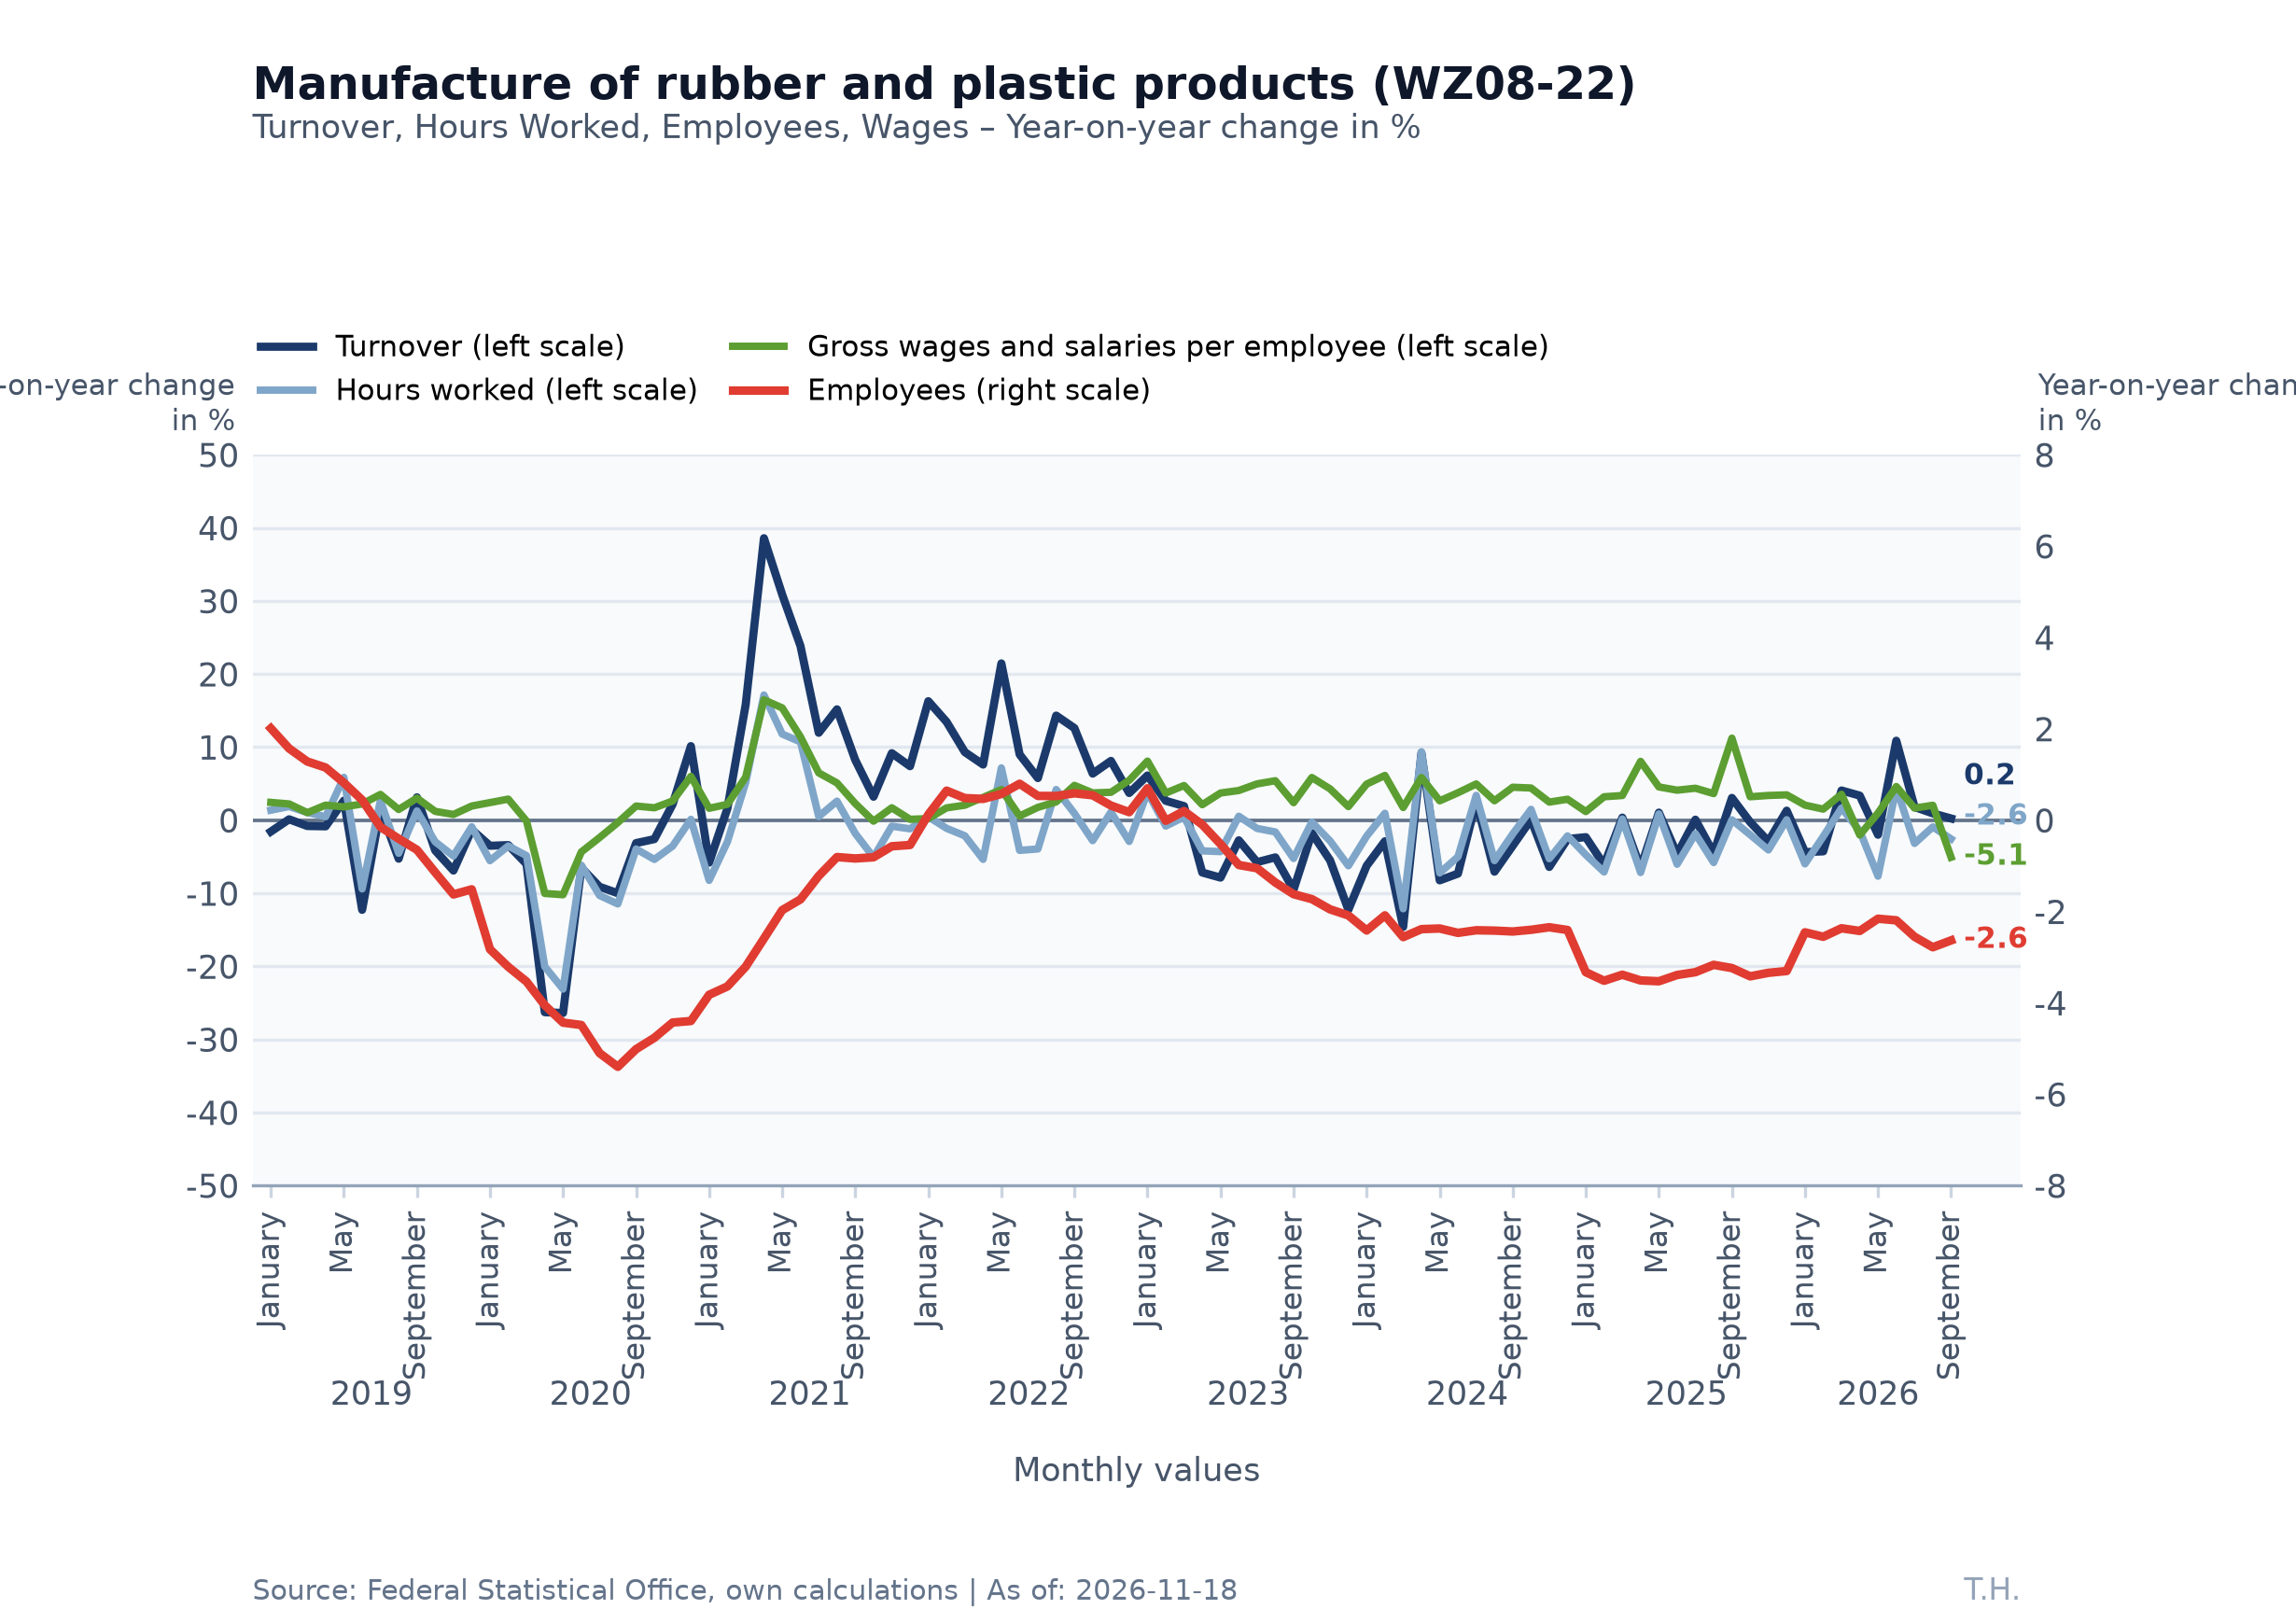 Manufacture of rubber and plastic products (WZ08-22)
Turnover, Hours Worked, Employees, Wages – Year-on-year change in %
Turnover (left scale)
Gross wages and salaries per employee (left scale)
Hours worked (left scale)
Employees (right scale)
-on-year change
in %
Year-on-year chan
in %
50
40
30
20
10
0
-10
-20
-30
-40
-50
8
6
4
2
0
-2
-4
-6
-8
0.2
-2.6
-5.1
-2.6
January
May
September
January
May
September
January
May
September
January
May
September
January
May
September
January
May
September
January
May
September
January
May
September
2019
2020
2021
2022
2023
2024
2025
2026
Monthly values
Source: Federal Statistical Office, own calculations | As of: 2026-11-18
T.H.